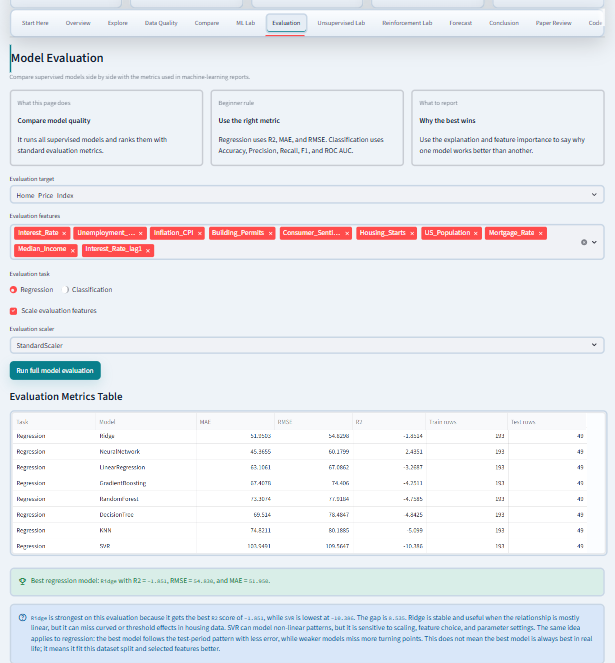 Start Here Overview Explore Data Quality Compare ML Lab Evaluation Unsupervised Lab Reinforcement Lab Forecast Conclusion Paper Review Code
Model Evaluation
Compare supervised models side by side with the metrics used in machine-learning reports.
What this page does
Compare model quality
It runs all supervised models and ranks them with
standard evaluation metrics.
Beginner rule
Use the right metric
Regression uses R2, MAE, and RMSE. Classification uses
Accuracy, Precision, Recall, F1, and ROC AUC.
What to report
Why the best wins
Use the explanation and feature importance to say why
one model works better than another.
Evaluation target
Home_Price_Index
Evaluation features
Interest_Rate × Unemployment_... × Inflation_CPI × Building_Permits × Consumer_Senti... × Housing_Starts × US_Population × Mortgage_Rate ×
Median_Income × Interest_Rate_lag1 ×
Evaluation task
Regression Classification
Scale evaluation features
Evaluation scaler
StandardScaler
Run full model evaluation
Evaluation Metrics Table
Task Model MAE RMSE R2 Train rows Test rows
Regression Ridge 51.9503 54.8298 -1.8514 193 49
Regression NeuralNetwork 45.3655 60.1799 2.4351 193 49
Regression LinearRegression 63.1061 67.0862 -3.2687 193 49
Regression GradientBoosting 67.4078 74.406 -4.2511 193 49
Regression RandomForest 73.3074 77.9184 -4.7585 193 49
Regression DecisionTree 69.514 78.4847 4.8425 193 49
Regression KNN 74.8211 80.1885 -5.099 193 49
Regression SVR 103.9491 109.5647 -10.386 193 49
Best regression model: Ridge with R2 = -1.851, RMSE = 54.830, and MAE = 51.950.
Ridge is strongest on this evaluation because it gets the best R2 score of -1.851, while SVR is lowest at -10.386. The gap is 8.535. Ridge is stable and useful when the relationship is mostly
linear, but it can miss curved or threshold effects in housing data. SVR can model non-linear patterns, but it is sensitive to scaling, feature choice, and parameter settings. The same idea
applies to regression: the best model follows the test-period pattern with less error, while weaker models miss more turning points. This does not mean the best model is always best in real
life; it means it fit this dataset split and selected features better.